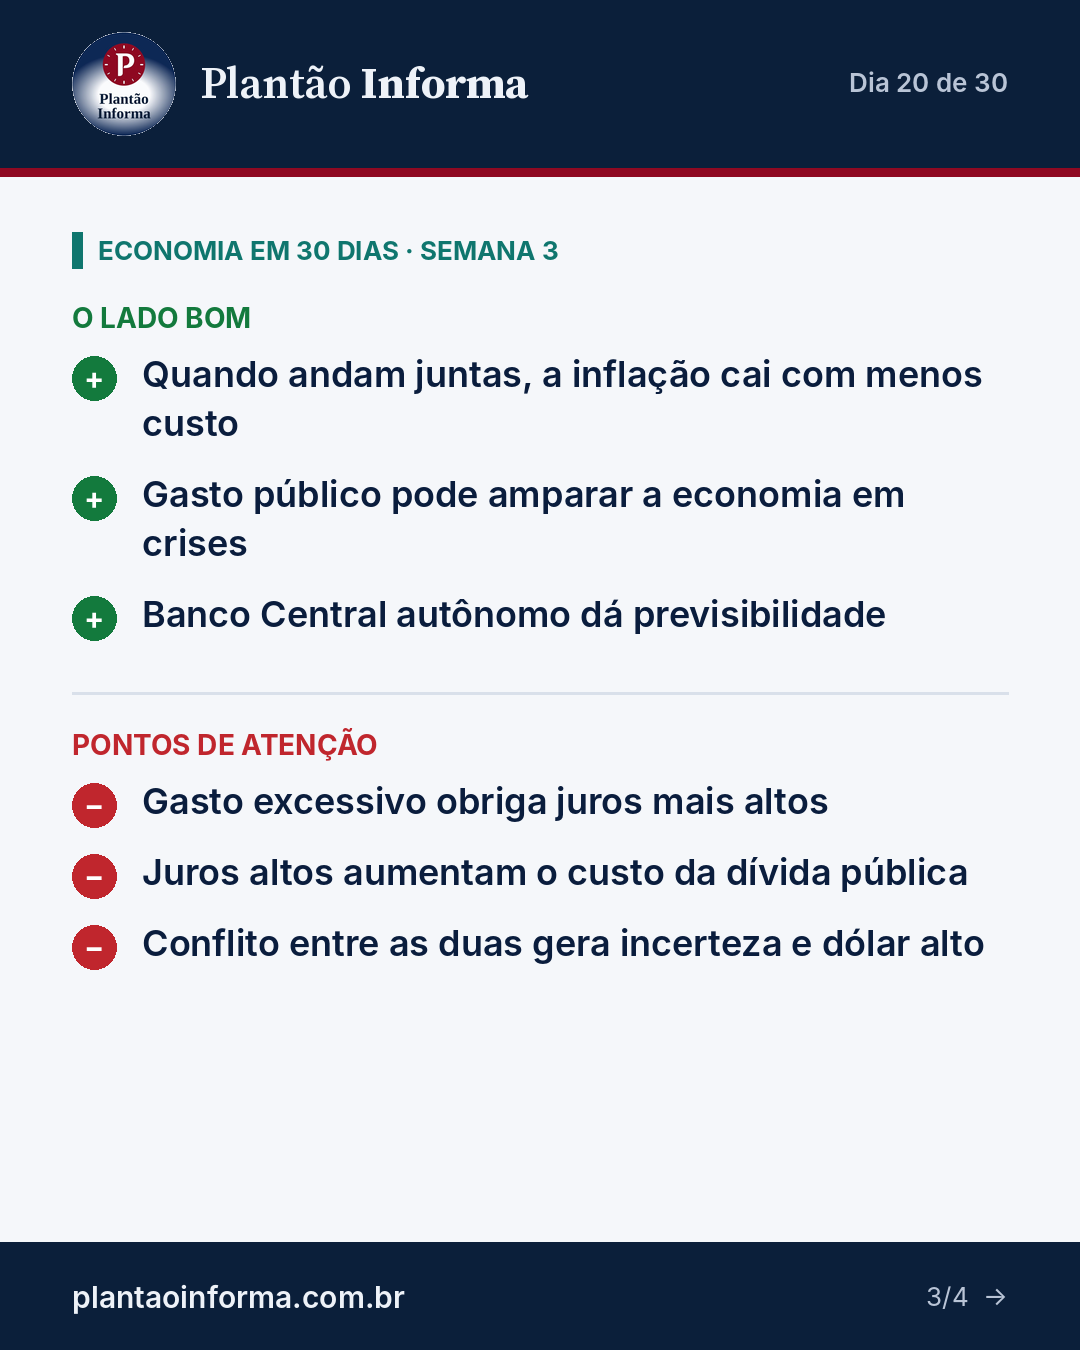 P
Plantão
Informa
Plantão Informa
Dia 20 de 30
ECONOMIA EM 30 DIAS · SEMANA 3
O LADO BOM
+ Quando andam juntas, a inflação cai com menos
custo
+ Gasto público pode amparar a economia em
crises
+ Banco Central autônomo dá previsibilidade
PONTOS DE ATENÇÃO
– Gasto excessivo obriga juros mais altos
– Juros altos aumentam o custo da dívida pública
– Conflito entre as duas gera incerteza e dólar alto
plantaoinforma.com.br
3/4 →